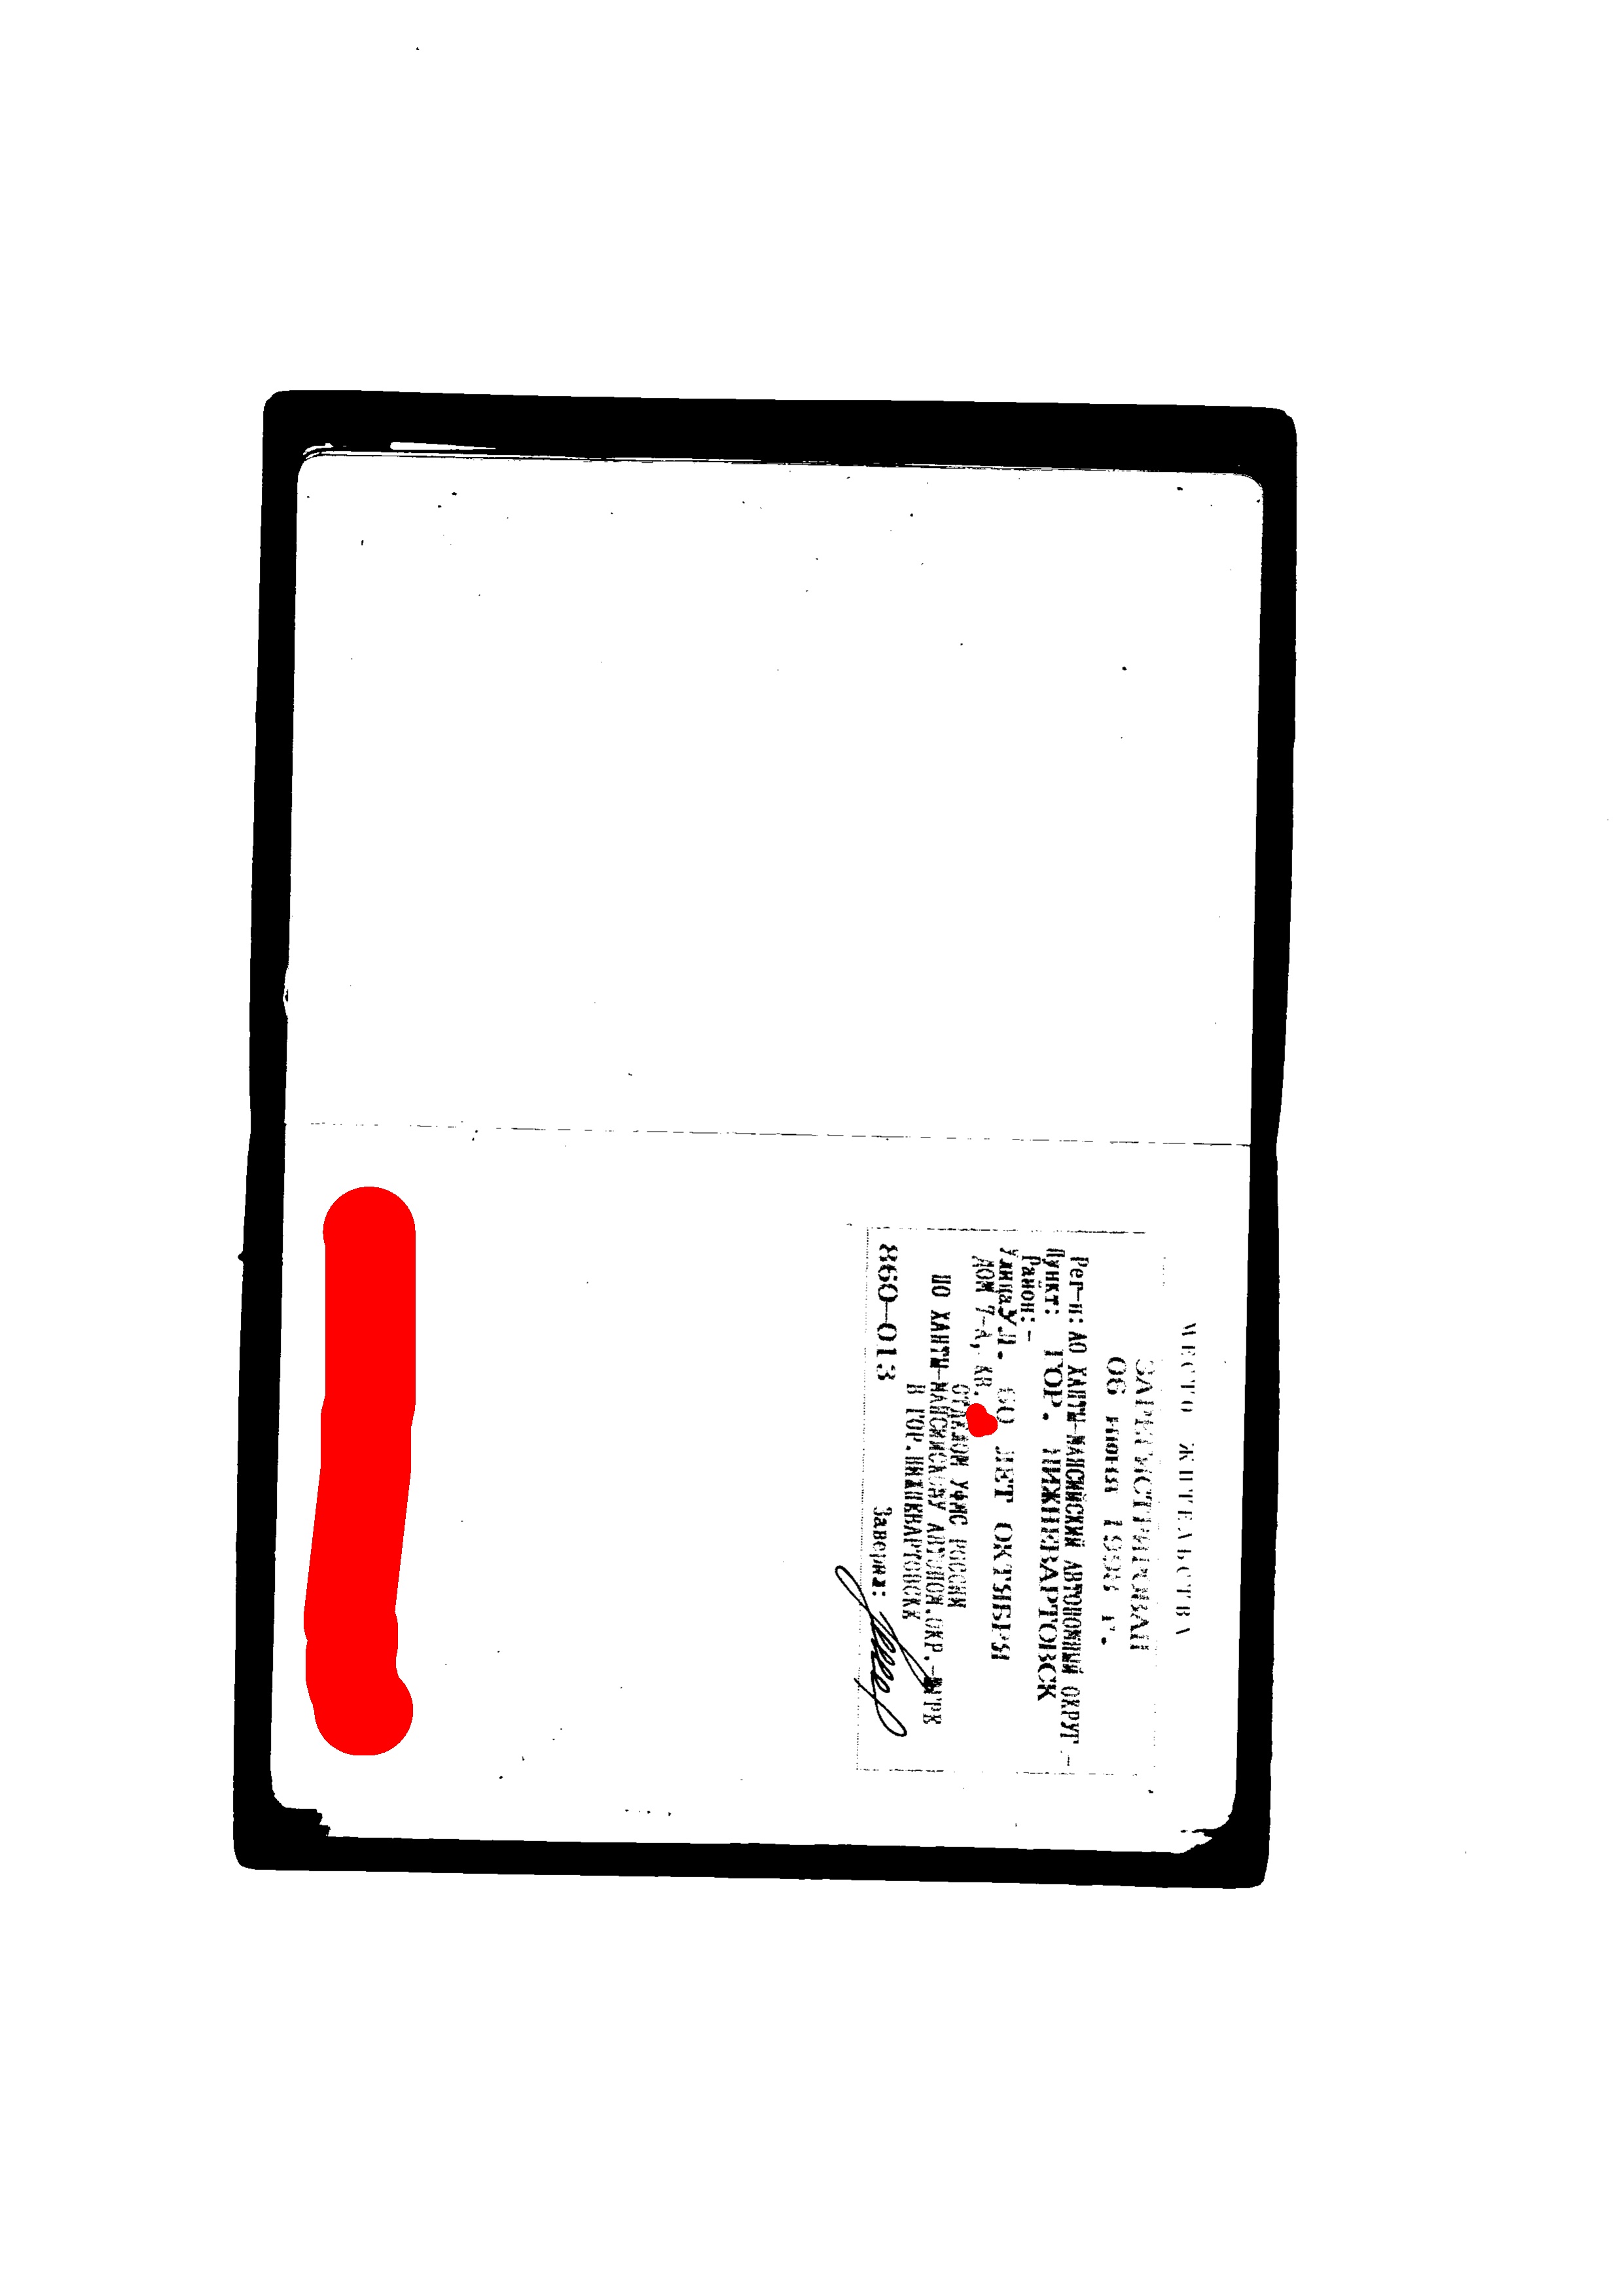 МЕСТО ЖИТЕЛЬСТВА
ЗАРЕГИСТРИРОВАН
06 июня 1998 г.
Рег-н: АО ХАНТЫ-МАНСИЙСКИЙ АВТОНОМНЫЙ ОКРУГ -
Пункт: ГОР. НИЖНЕВАРТОВСК
Район: -
Улица УЛ. 60 ЛЕТ ОКТЯБРЯ
ДОМ 7-А, КВ.
ОТДЕЛОМ УФМС РОССИИ
ПО ХАНТЫ-МАНСИЙСКОМУ АВТОНОМ.ОКР.-ЮГРЕ
В ГОР.НИЖНЕВАРТОВСКЕ
860-013
Заверил: